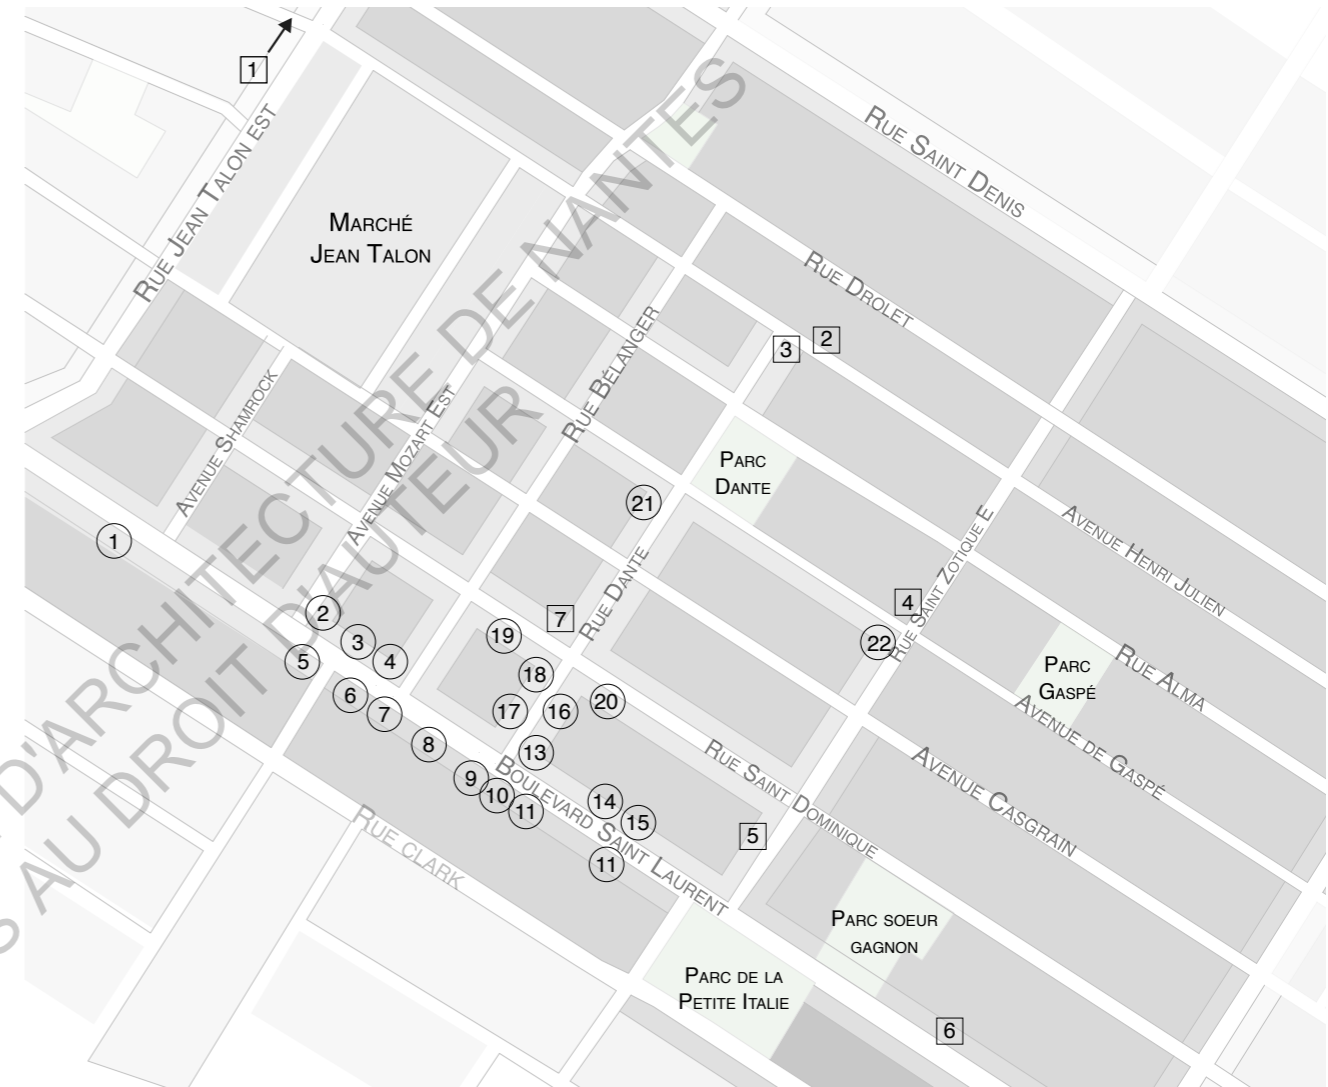 1
RUE JEAN TALON EST
MARCHÉ
JEAN TALON
RUE SAINT DENIS
RUE DROLET
3
2
RUE BÉLANGER
AVENUE SHAMROCK
AVENUE MOZART EST
PARC
DANTE
21
1
RUE DANTE
RUE SAINT ZOTIQUE E
AVENUE HENRI JULIEN
4
22
2
3
4
5
6
7
8
9
10
11
7
19
18
17
16
20
13
14
15
11
5
PARC
GASPÉ
RUE ALMA
AVENUE DE GASPÉ
AVENUE CASGRAIN
RUE SAINT DOMINIQUE
BOULEVARD SAINT LAURENT
RUE CLARK
PARC SOEUR
GAGNON
PARC DE LA
PETITE ITALIE
6
D'ARCHITECTURE DE NANTES
AU DROIT D'AUTEUR